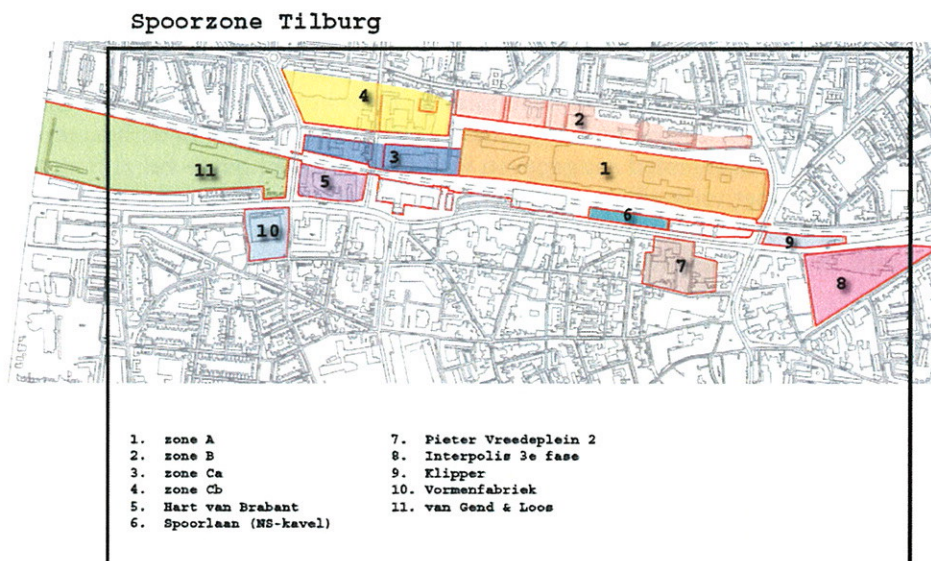 Spoorzone Tilburg
4
2
3
1
11
5
6
10
9
7
8
1. zone A
2. zone B
3. zone Ca
4. zone Cb
5. Hart van Brabant
6. Spoorlaan (NS-kavel)
7. Pieter Vreedeplein 2
8. Interpolis 3e fase
9. Klipper
10. Vormenfabriek
11. van Gend & Loos